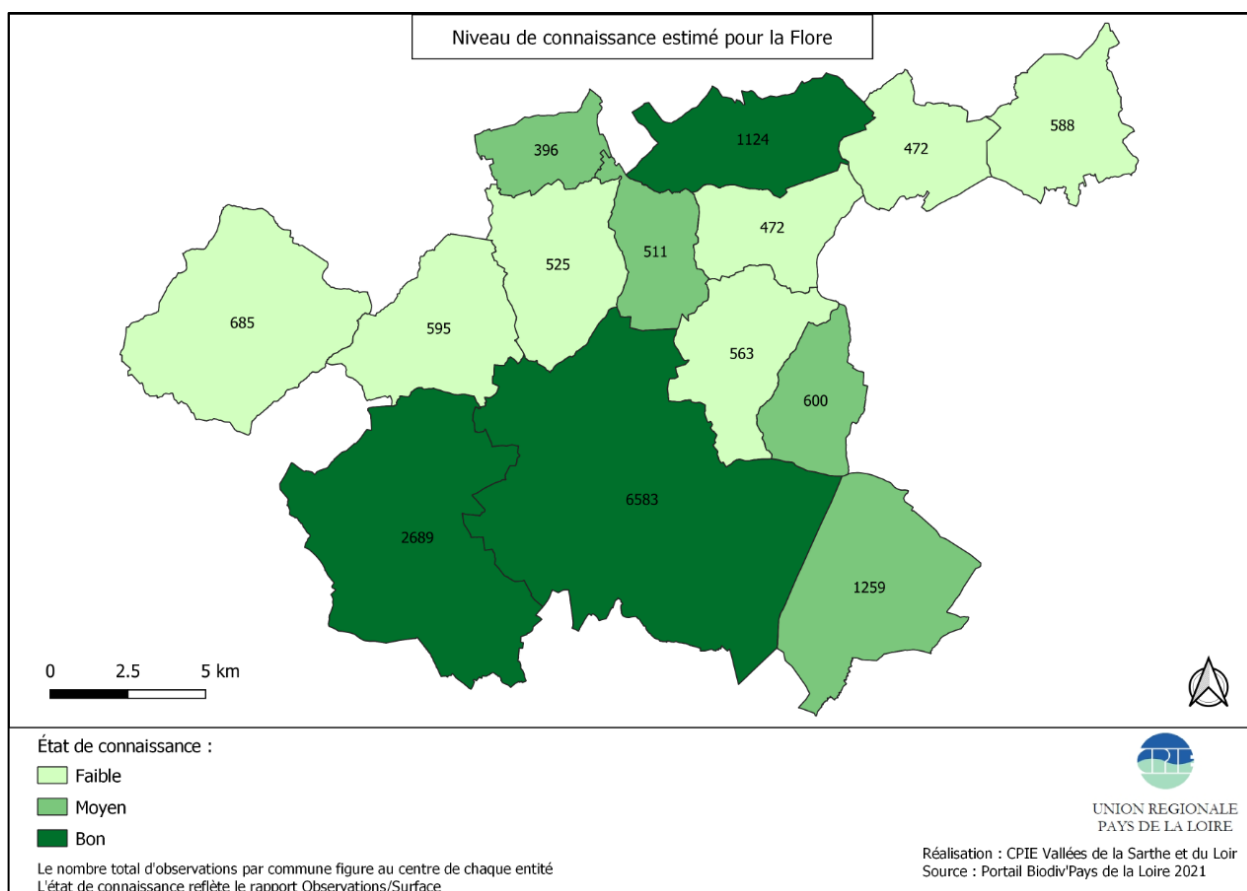 Niveau de connaissance estimé pour la Flore
588
1124
472
396
472
511
525
685
595
563
600
6583
2689
1259
0 2.5 5 km
État de connaissance :
Faible
Moyen
Bon
Le nombre total d'observations par commune figure au centre de chaque entité
L'état de connaissance reflète le rapport Observations/Surface
CPIE
UNION REGIONALE
PAYS DE LA LOIRE
Réalisation : CPIE Vallées de la Sarthe et du Loir
Source : Portail Biodiv'Pays de la Loire 2021